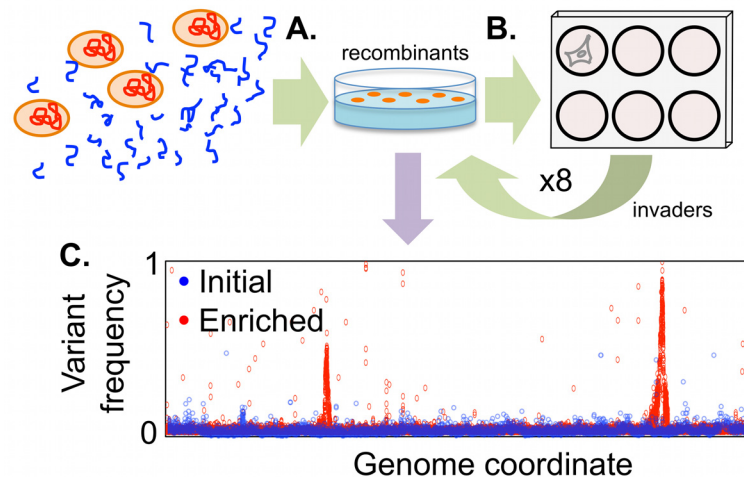 A.
recombinants
B.
x8
invaders
C.
1
Initial
Enriched
Variant
frequency
0
Genome coordinate